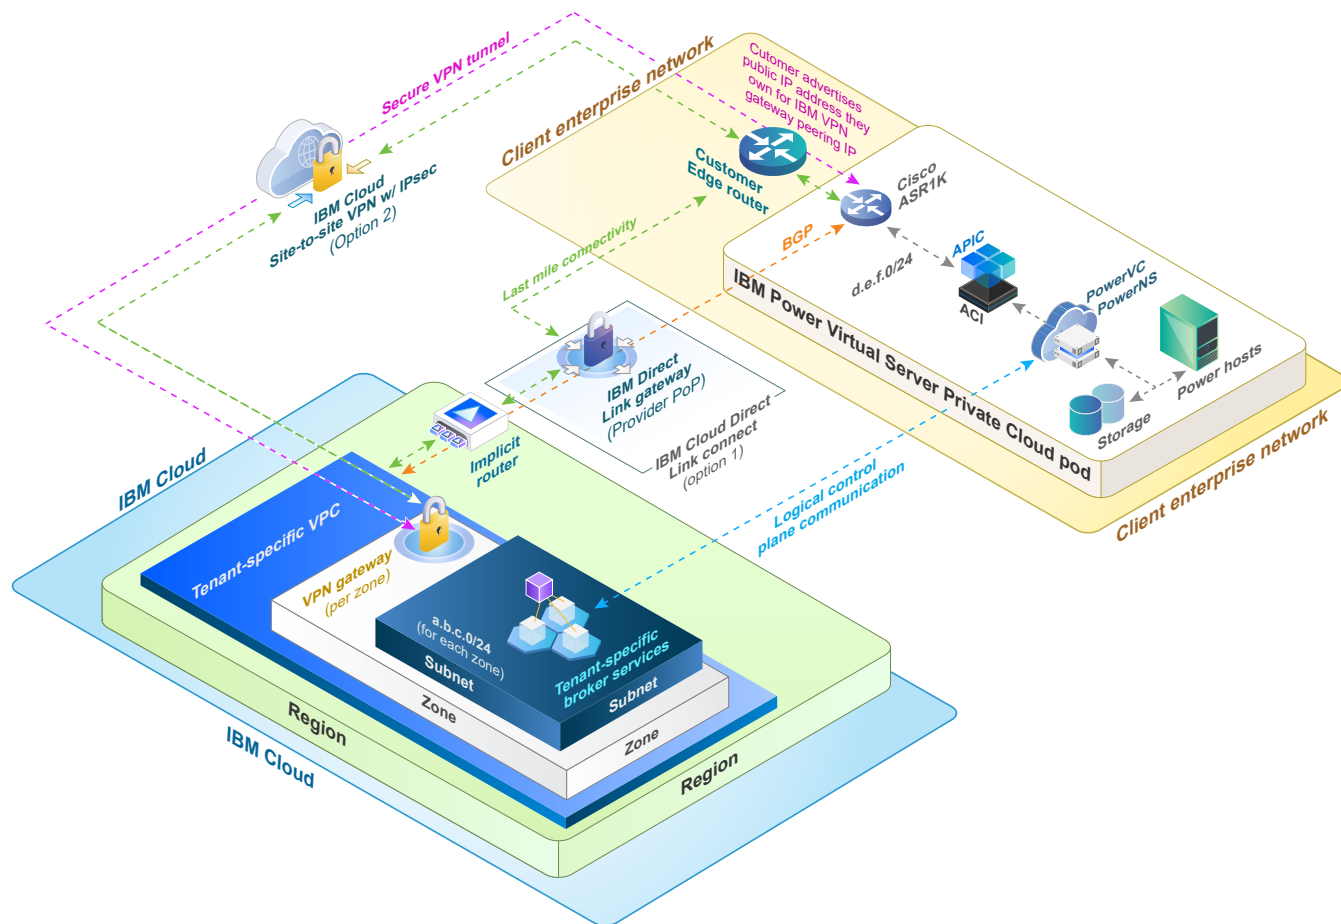 Secure VPN tunnel
Client enterprise network
Cutomer advertises
public IP address they
own for IBM VPN
gateway peering IP
Customer
Edge router
Cisco
ASR1K
IBM Cloud
Site-to-site VPN w/ IPsec
(Option 2)
BGP
Last mile connectivity
d.e.f.0/24
APIC
ACI
PowerVC
PowerNS
Power hosts
Storage
IBM Power Virtual Server Private Cloud pod
Client enterprise network
IBM Direct
Link gateway
(Provider PoP)
IBM Cloud Direct
Link connect
(option 1)
Implicit
router
Logical control
plane communication
IBM Cloud
Tenant-specific VPC
VPN gateway
(per zone)
a.b.c.0/24
(for each zone)
Tenant-specific
broker services
Subnet
Subnet
Zone
Zone
Region
Region
IBM Cloud